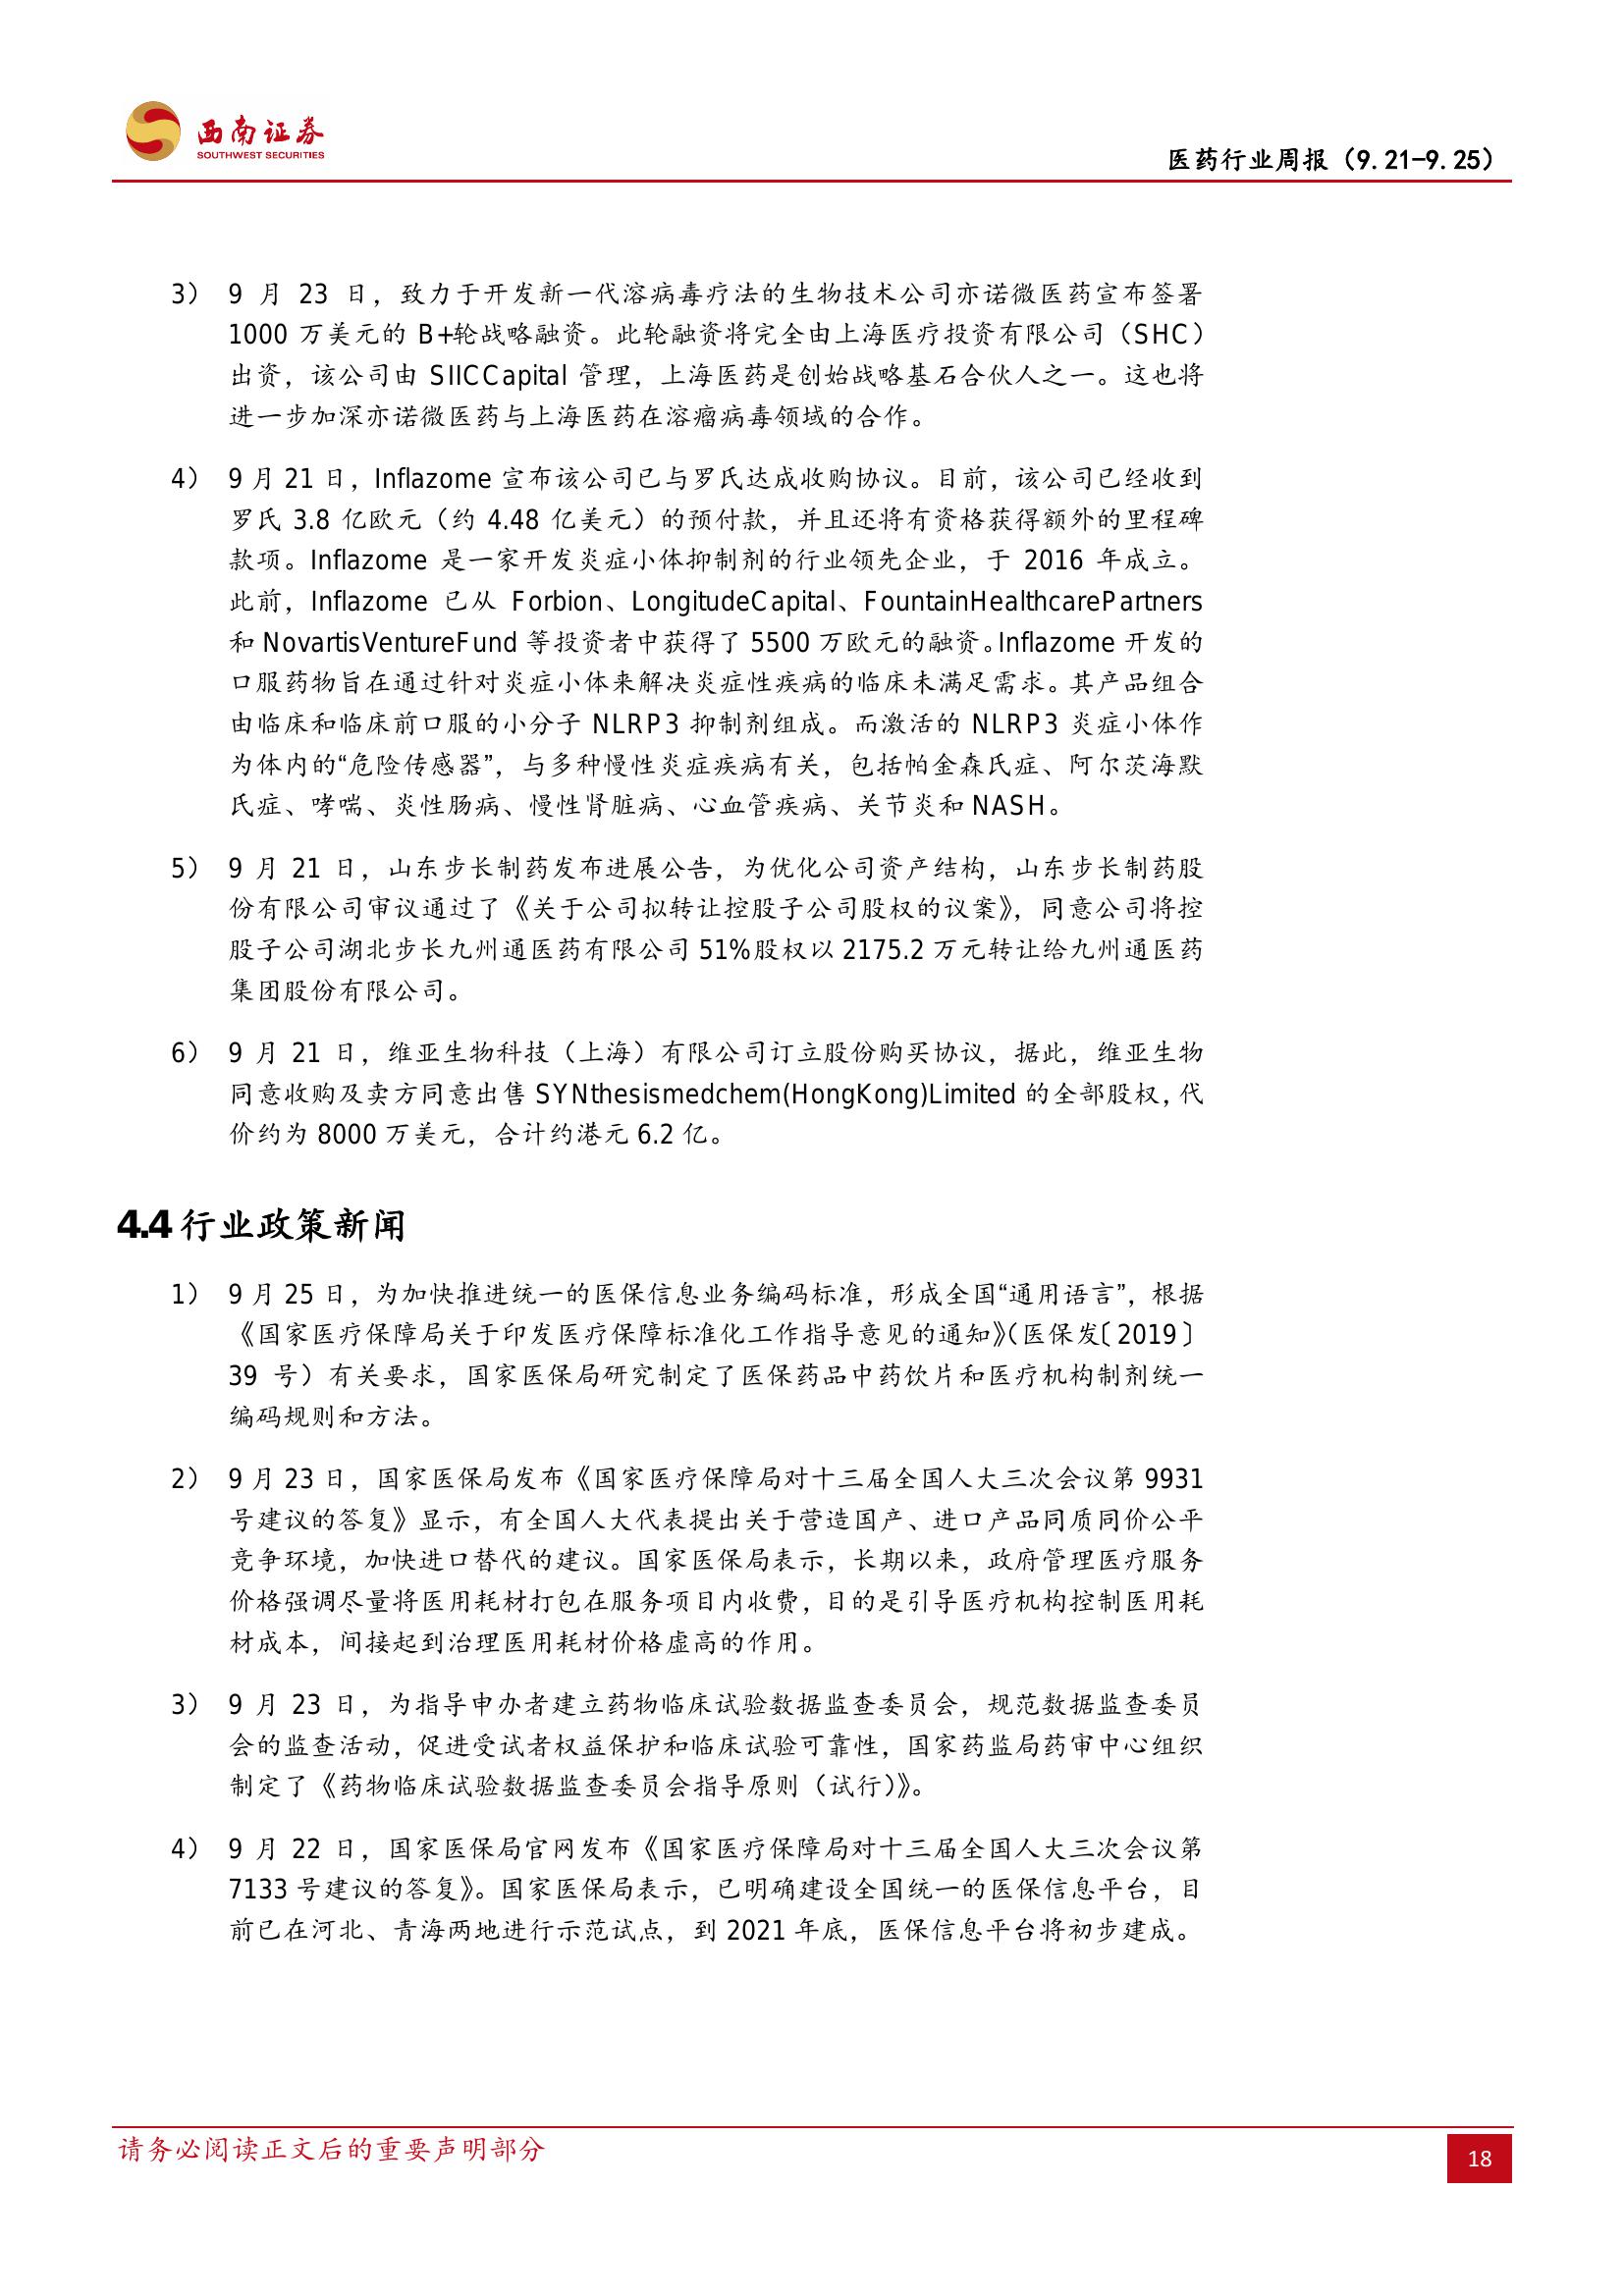 西南证券
SOUTHWEST SECURITIES
医药行业周报（9.21-9.25）
3） 9 月 23 日，致力于开发新一代溶病毒疗法的生物技术公司亦诺微医药宣布签署
1000 万美元的 B+轮战略融资。此轮融资将完全由上海医疗投资有限公司（SHC）
出资，该公司由 SIICCapital 管理，上海医药是创始战略基石合伙人之一。这也将
进一步加深亦诺微医药与上海医药在溶瘤病毒领域的合作。
4） 9 月 21 日，Inflazome 宣布该公司已与罗氏达成收购协议。目前，该公司已经收到
罗氏 3.8 亿欧元（约 4.48 亿美元）的预付款，并且还将有资格获得额外的里程碑
款项。Inflazome 是一家开发炎症小体抑制剂的行业领先企业，于 2016 年成立。
此前，Inflazome 已从 Forbion、LongitudeCapital、FountainHealthcarePartners
和 NovartisVentureFund 等投资者中获得了 5500 万欧元的融资。Inflazome 开发的
口服药物旨在通过针对炎症小体来解决炎症性疾病的临床未满足需求。其产品组合
由临床和临床前口服的小分子 NLRP3 抑制剂组成。而激活的 NLRP3 炎症小体作
为体内的“危险传感器”，与多种慢性炎症疾病有关，包括帕金森氏症、阿尔茨海默
氏症、哮喘、炎性肠病、慢性肾脏病、心血管疾病、关节炎和 NASH。
5） 9 月 21 日，山东步长制药发布进展公告，为优化公司资产结构，山东步长制药股
份有限公司审议通过了《关于公司拟转让控股子公司股权的议案》，同意公司将控
股子公司湖北步长九州通医药有限公司 51%股权以 2175.2 万元转让给九州通医药
集团股份有限公司。
6） 9 月 21 日，维亚生物科技（上海）有限公司订立股份购买协议，据此，维亚生物
同意收购及卖方同意出售 SYNthesismedchem(HongKong)Limited 的全部股权，代
价约为 8000 万美元，合计约港元 6.2 亿。
4.4 行业政策新闻
1） 9 月 25 日，为加快推进统一的医保信息业务编码标准，形成全国“通用语言”，根据
《国家医疗保障局关于印发医疗保障标准化工作指导意见的通知》（医保发〔2019〕
39 号）有关要求，国家医保局研究制定了医保药品中药饮片和医疗机构制剂统一
编码规则和方法。
2） 9 月 23 日，国家医保局发布《国家医疗保障局对十三届全国人大三次会议第 9931
号建议的答复》显示，有全国人大代表提出关于营造国产、进口产品同质同价公平
竞争环境，加快进口替代的建议。国家医保局表示，长期以来，政府管理医疗服务
价格强调尽量将医用耗材打包在服务项目内收费，目的是引导医疗机构控制医用耗
材成本，间接起到治理医用耗材价格虚高的作用。
3） 9 月 23 日，为指导申办者建立药物临床试验数据监查委员会，规范数据监查委员
会的监查活动，促进受试者权益保护和临床试验可靠性，国家药监局药审中心组织
制定了《药物临床试验数据监查委员会指导原则（试行）》。
4） 9 月 22 日，国家医保局官网发布《国家医疗保障局对十三届全国人大三次会议第
7133 号建议的答复》。国家医保局表示，已明确建设全国统一的医保信息平台，目
前已在河北、青海两地进行示范试点，到 2021 年底，医保信息平台将初步建成。
请务必阅读正文后的重要声明部分
18